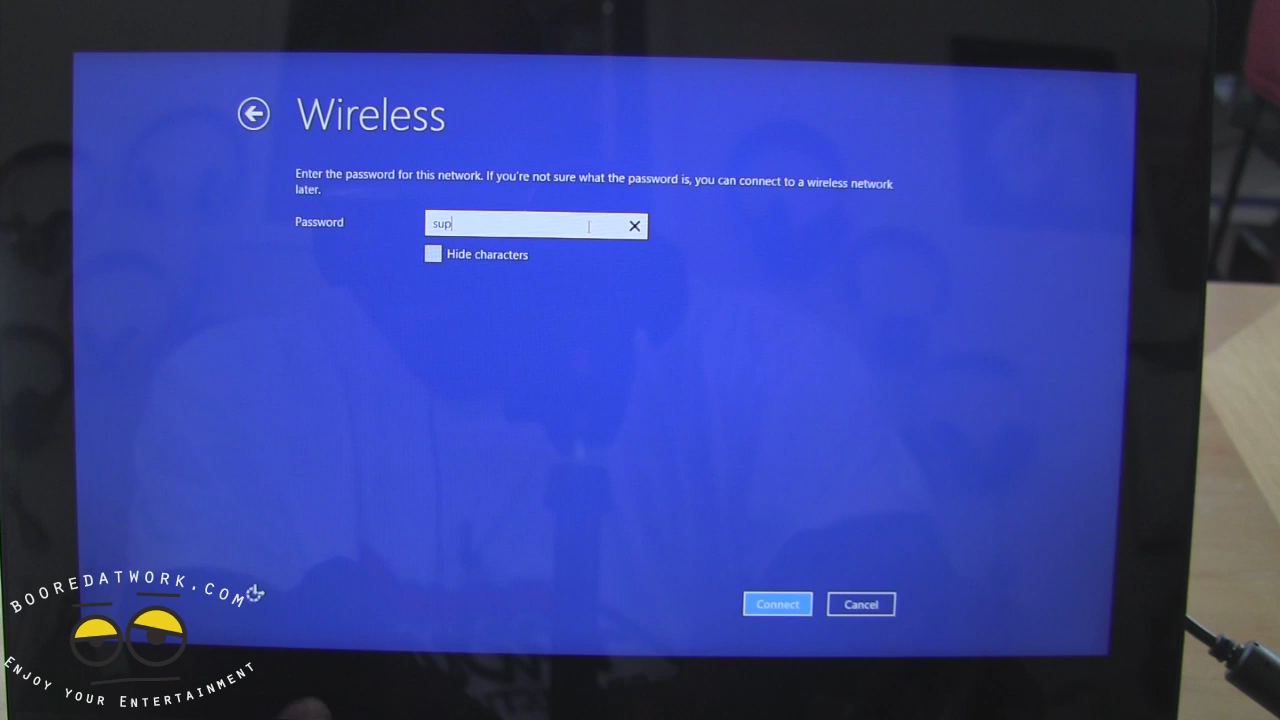 Wireless
Enter the password for this network. If you're not sure what the password is, you can connect to a wireless network
later.
Password
sup
Hide characters
Connect
Cancel
BOOREDATWORK.COM
ENJOY YOUR ENTERTAINMENT